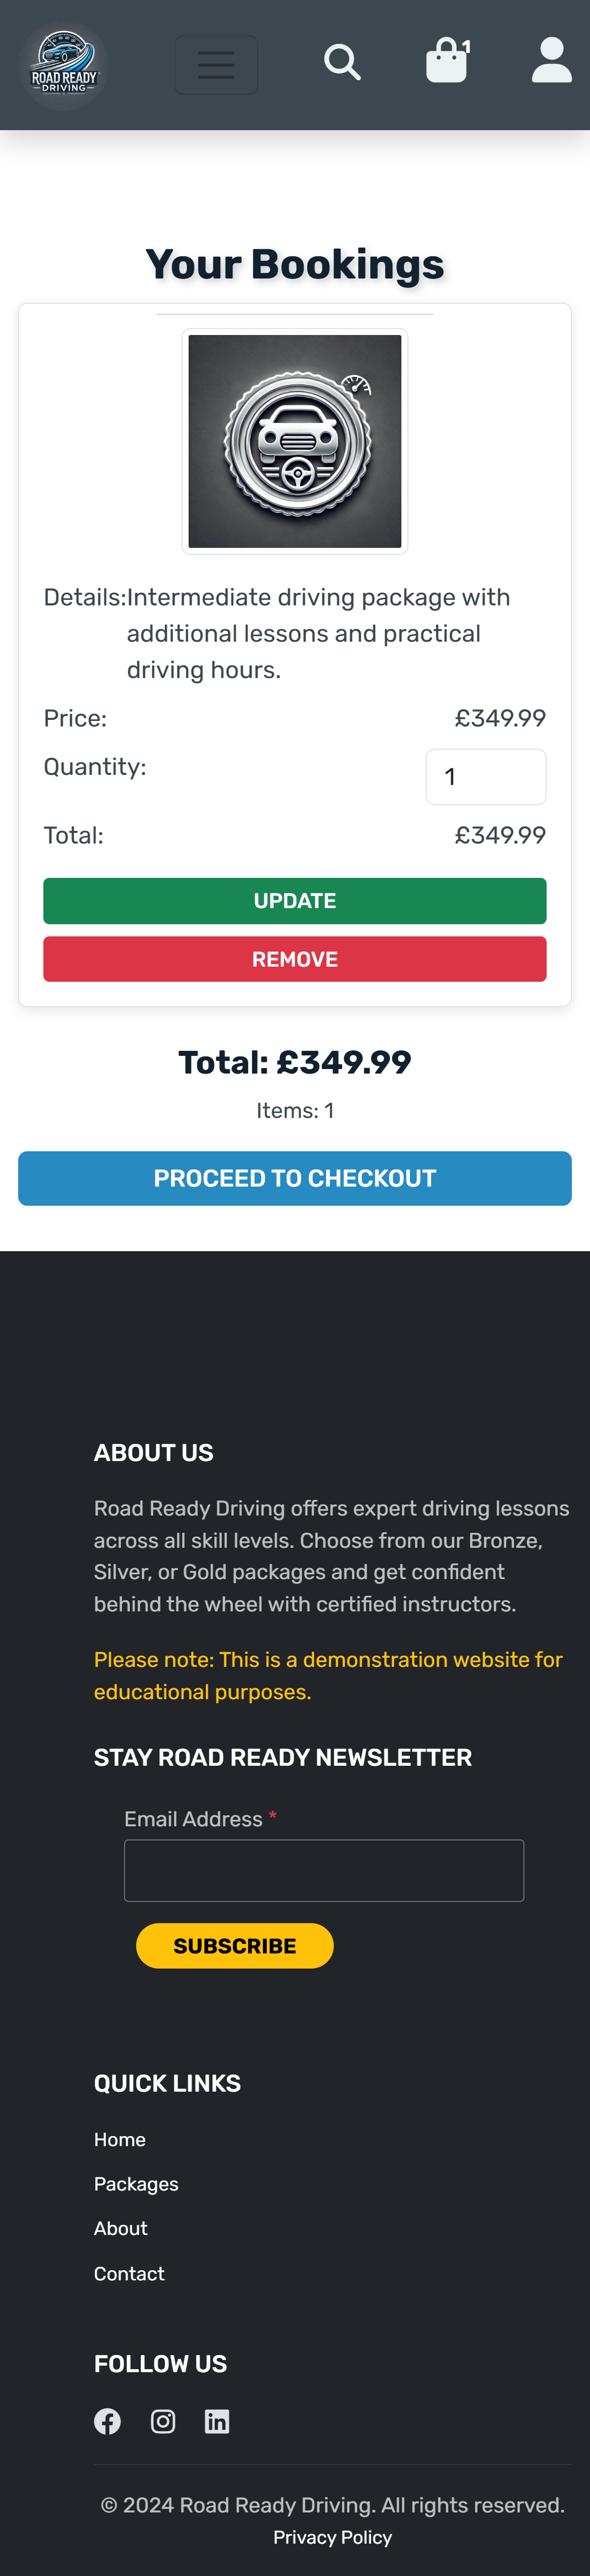 ROAD READY
DRIVING
1
Your Bookings
Details: Intermediate driving package with
additional lessons and practical
driving hours.
Price: £349.99
Quantity: 1
Total: £349.99
UPDATE
REMOVE
Total: £349.99
Items: 1
PROCEED TO CHECKOUT
ABOUT US
Road Ready Driving offers expert driving lessons
across all skill levels. Choose from our Bronze,
Silver, or Gold packages and get confident
behind the wheel with certified instructors.
Please note: This is a demonstration website for
educational purposes.
STAY ROAD READY NEWSLETTER
Email Address *
SUBSCRIBE
QUICK LINKS
Home
Packages
About
Contact
FOLLOW US
© 2024 Road Ready Driving. All rights reserved.
Privacy Policy